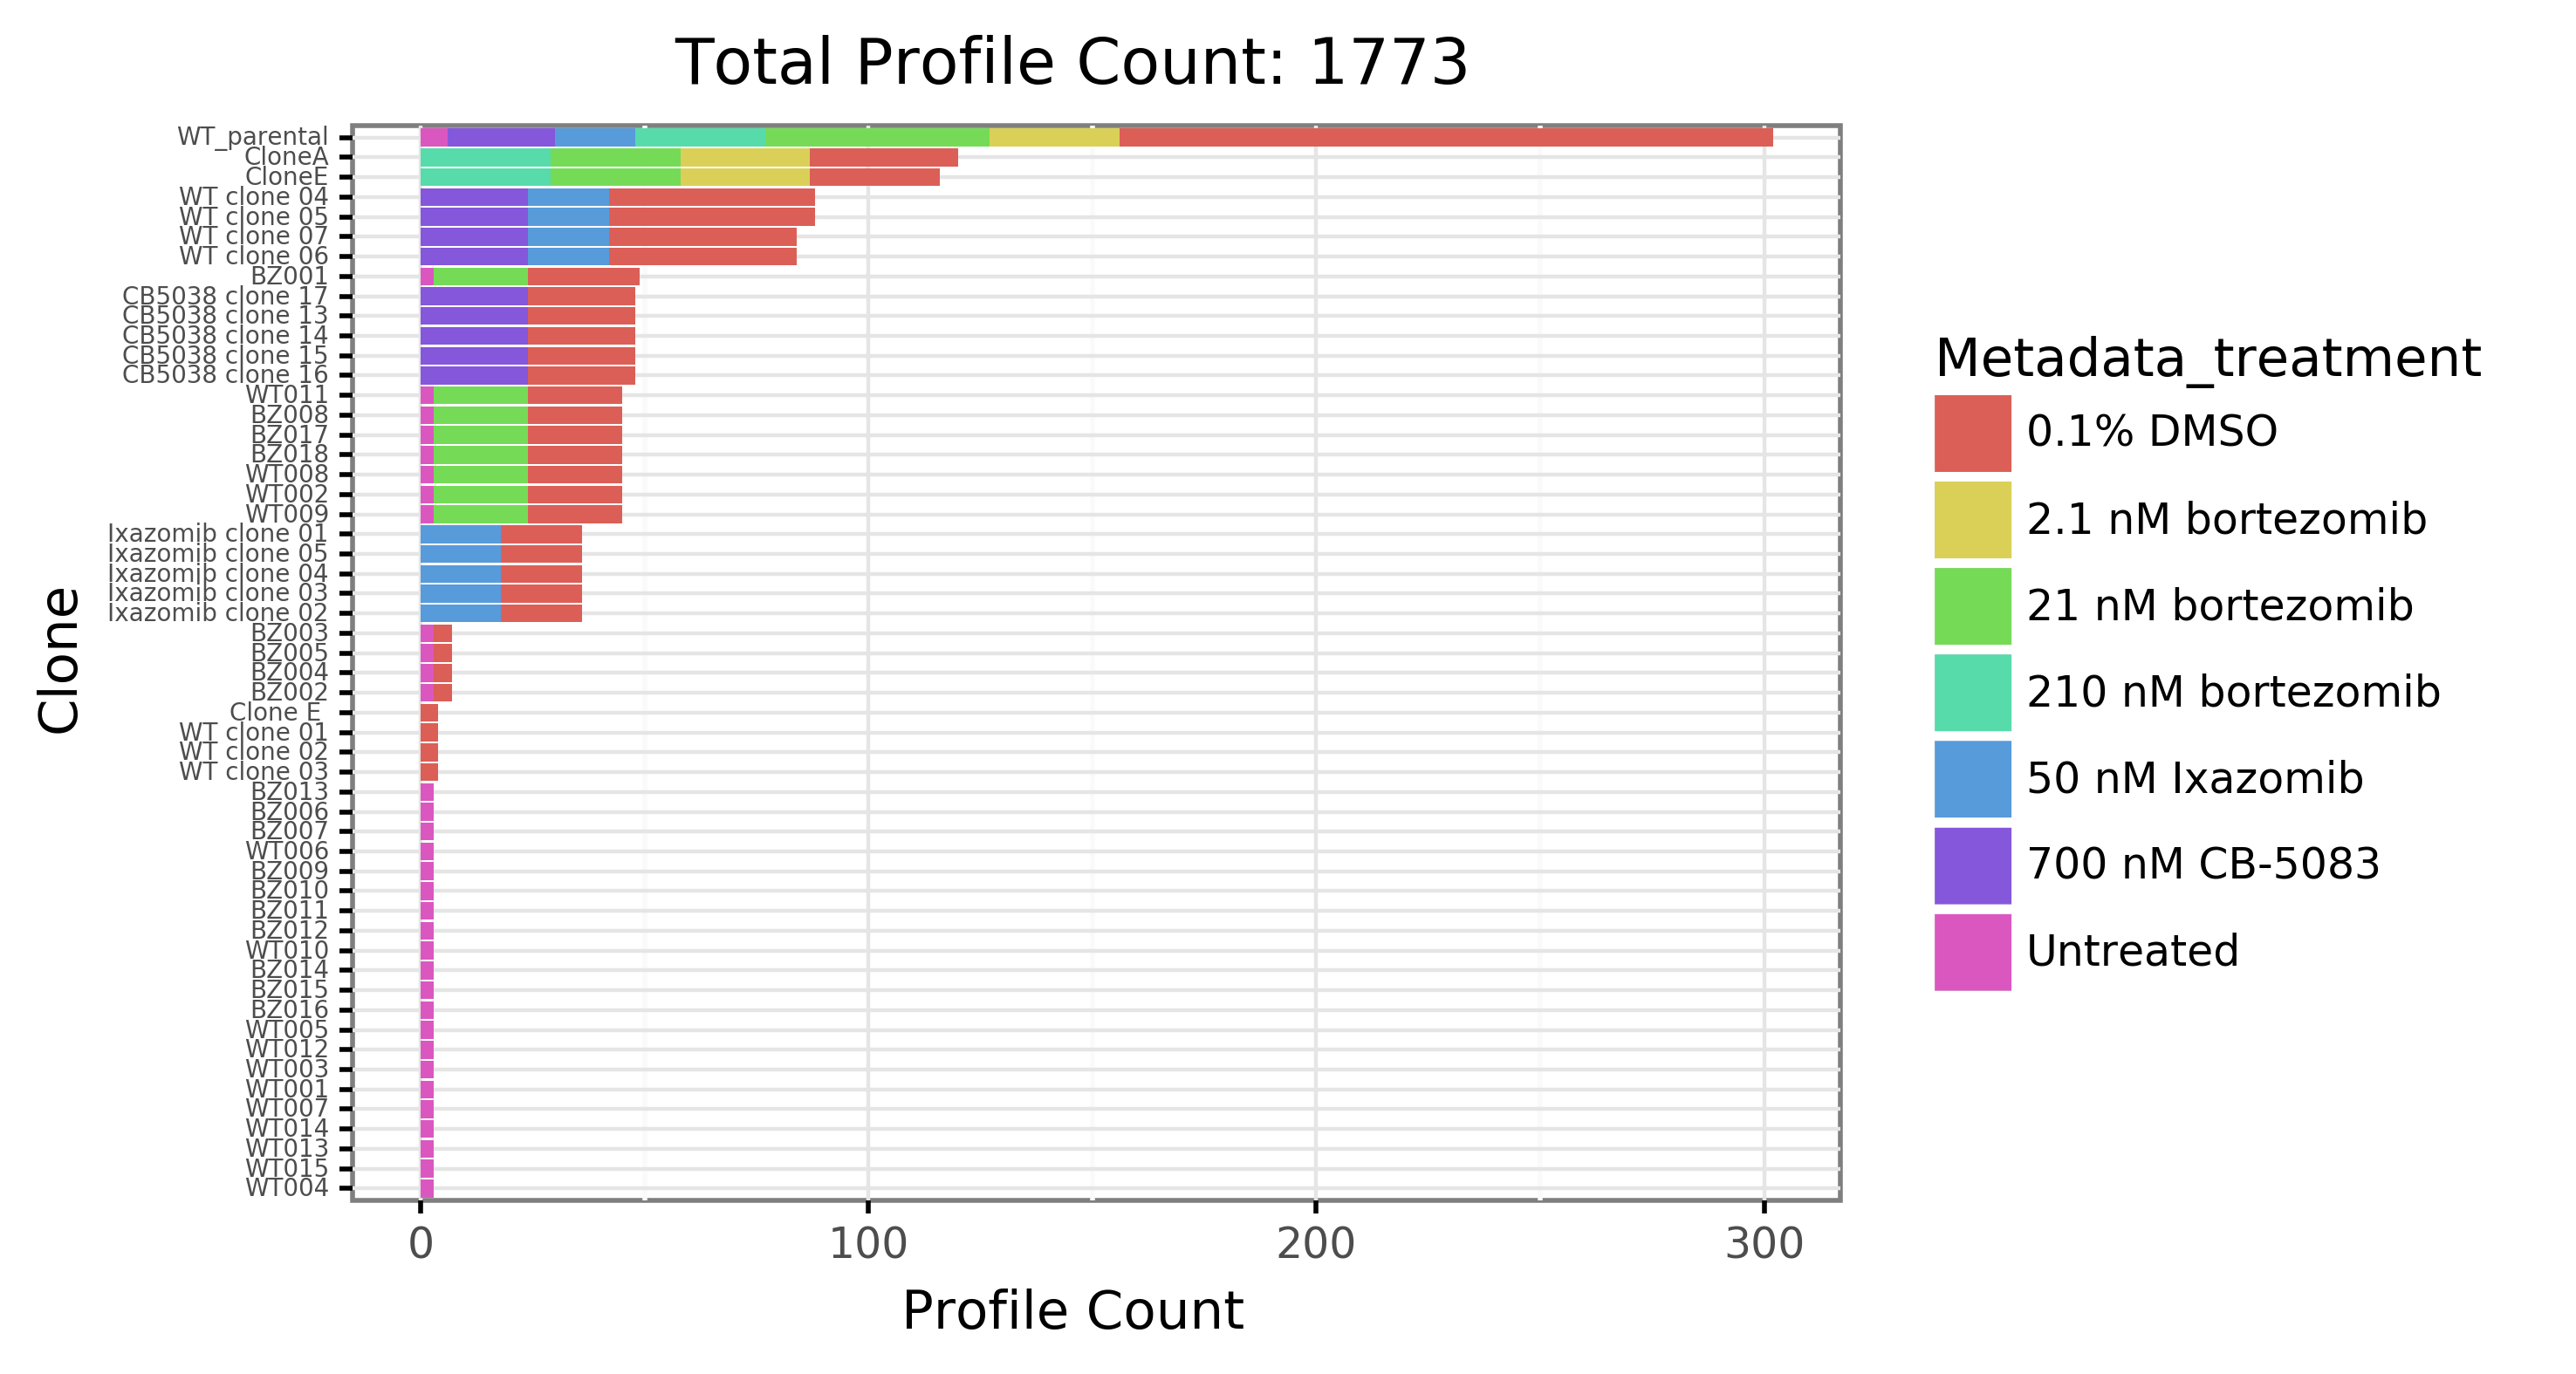 Total Profile Count: 1773
WT_parental
CloneA
CloneE
WT clone 04
WT clone 05
WT clone 07
WT clone 06
BZ001
CB5038 clone 17
CB5038 clone 13
CB5038 clone 14
CB5038 clone 15
CB5038 clone 16
WT011
BZ008
BZ017
BZ018
WT008
WT002
WT009
Ixazomib clone 01
Ixazomib clone 05
Ixazomib clone 04
Ixazomib clone 03
Ixazomib clone 02
BZ003
BZ005
BZ004
BZ002
Clone E
WT clone 01
WT clone 02
WT clone 03
BZ013
BZ006
BZ007
WT006
BZ009
BZ010
BZ011
BZ012
WT010
BZ014
BZ015
BZ016
WT005
WT012
WT003
WT001
WT007
WT014
WT013
WT015
WT004
Clone
0 100 200 300
Profile Count
Metadata_treatment
0.1% DMSO
2.1 nM bortezomib
21 nM bortezomib
210 nM bortezomib
50 nM Ixazomib
700 nM CB-5083
Untreated